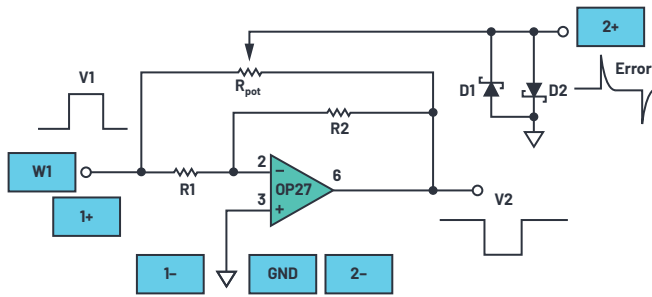 2+
V1
Error
D1
D2
Rpot
R2
W1
R1
2
6
OP27
3
V2
1+
1–
GND
2–